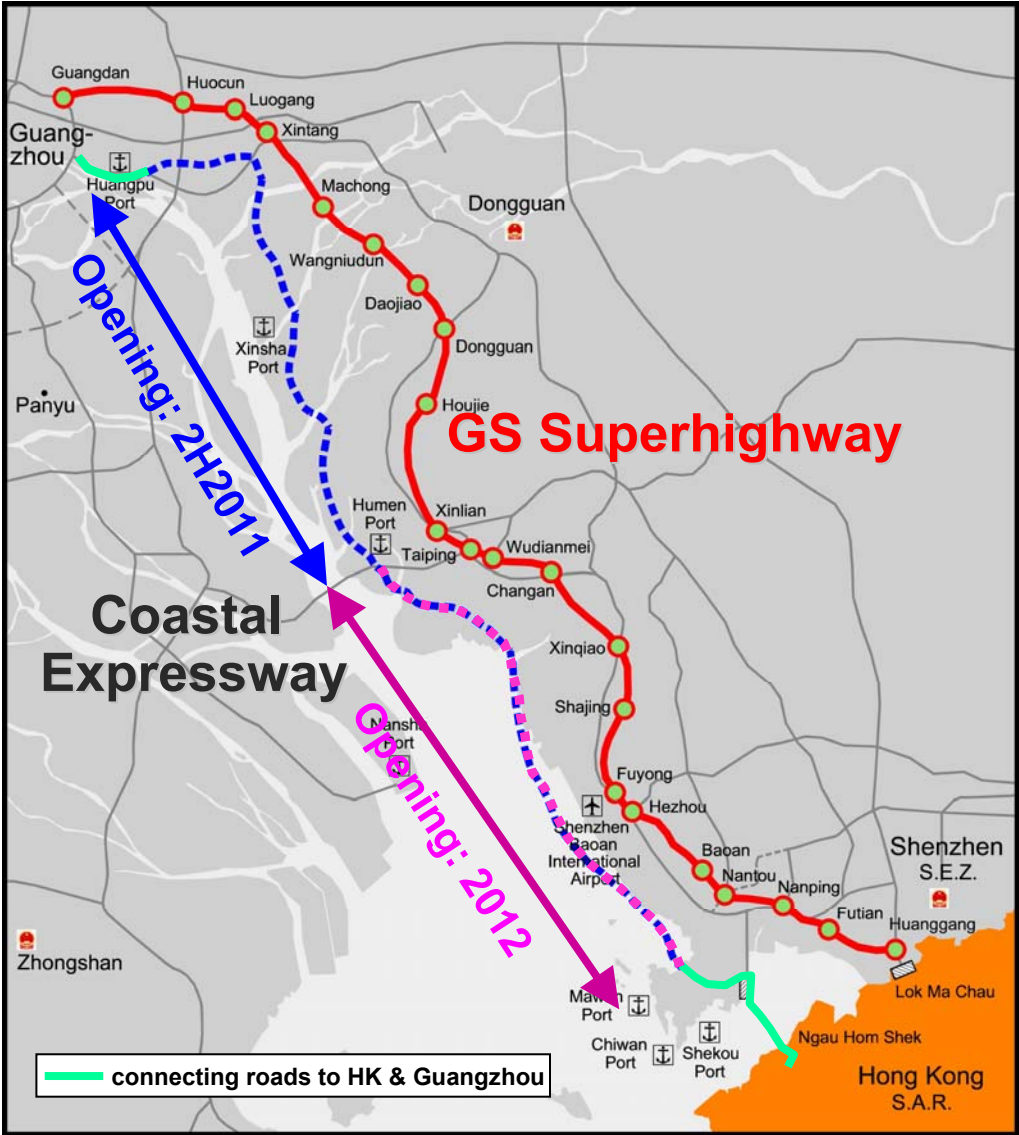 Guangdan
Huocun
Luogang
Xintang
Guang-
zhou
Huangpu
Port
Machong
Dongguan
Wangniudun
Daojiao
Opening: 2H2011
Xinsha
Port
Dongguan
Panyu
Houjie
GS Superhighway
Humen
Port
Xinlian
Taiping
Wudianmei
Changan
Coastal
Expressway
Xinqiao
Shajing
Nansha
Port
Opening: 2012
Fuyong
Hezhou
Shenzhen
Baoan
International
Airport
Baoan
Nantou
Nanping
Shenzhen
S.E.Z.
Futian
Huanggang
Zhongshan
Lok Ma Chau
Mawan
Port
Chiwan
Port
Shekou
Port
Ngau Hom Shek
connecting roads to HK & Guangzhou
Hong Kong
S.A.R.